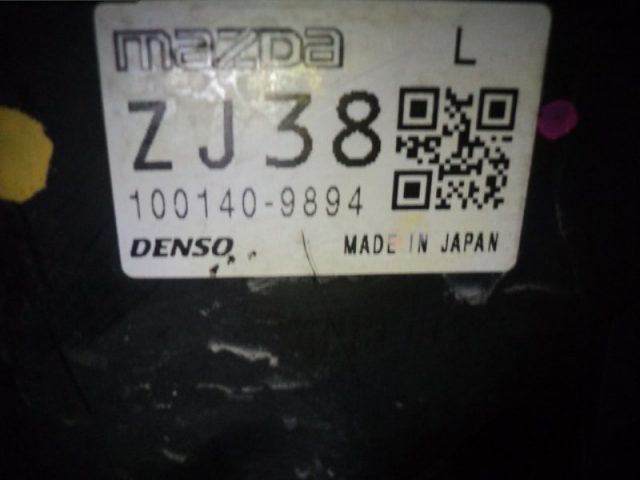 mazda L
ZJ38
100140-9894
DENSO MADE IN JAPAN